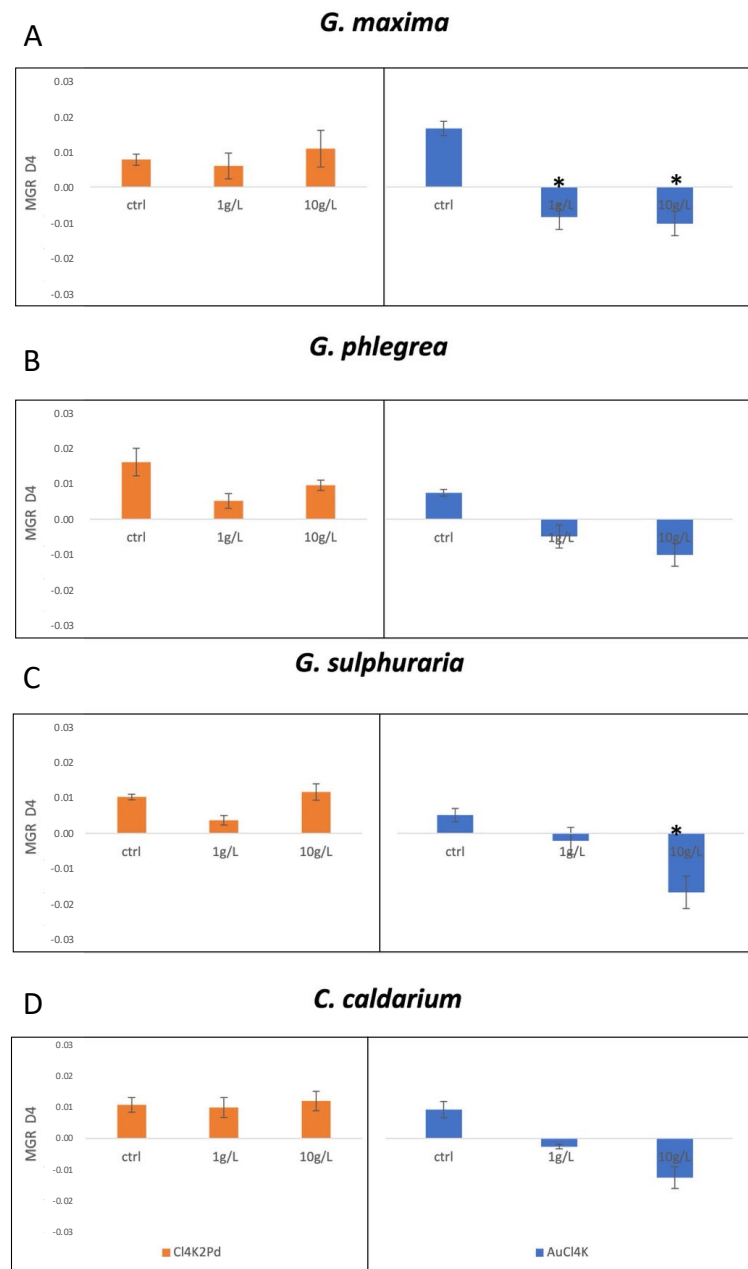 A
G. maxima
MGR D4
0.03
0.02
0.01
0.00
-0.01
-0.02
-0.03
ctrl 1g/L 10g/L
ctrl 1g/L 10g/L
* *
B
G. phlegrea
MGR D4
0.03
0.02
0.01
0.00
-0.01
-0.02
-0.03
ctrl 1g/L 10g/L
ctrl 1g/L 10g/L
C
G. sulphuraria
MGR D4
0.03
0.02
0.01
0.00
-0.01
-0.02
-0.03
ctrl 1g/L 10g/L
ctrl 1g/L 10g/L
*
D
C. caldarium
MGR D4
0.03
0.02
0.01
0.00
-0.01
-0.02
-0.03
ctrl 1g/L 10g/L
ctrl 1g/L 10g/L
Cl4K2Pd
AuCl4K